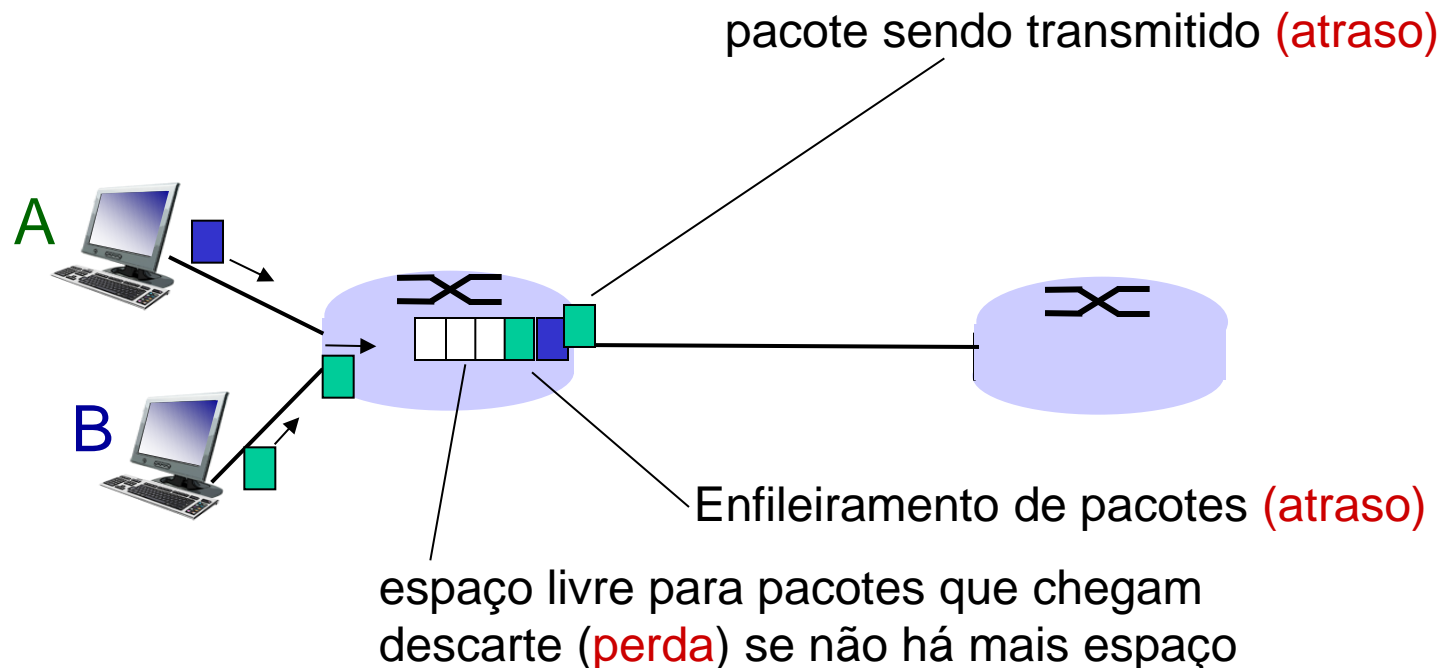 pacote sendo transmitido (atraso)
A
B
Enfileiramento de pacotes (atraso)
espaço livre para pacotes que chegam
descarte (perda) se não há mais espaço